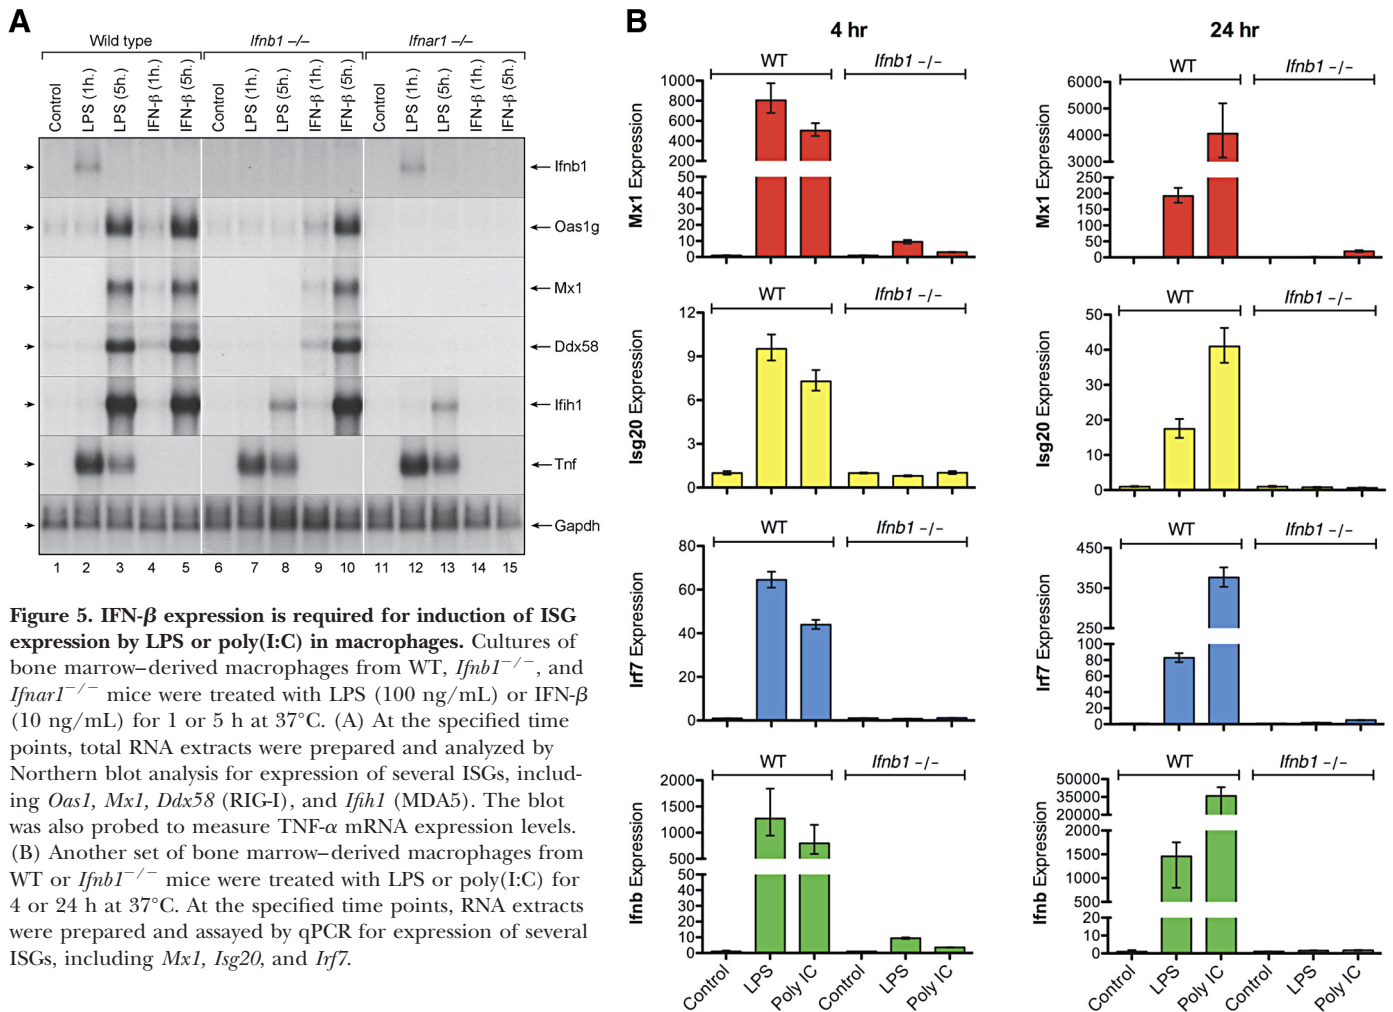 A
Wild type
Ifnb1 –/–
Ifnar1 –/–
Control
LPS (1h.)
LPS (5h.)
IFN-β (1h.)
IFN-β (5h.)
Control
LPS (1h.)
LPS (5h.)
IFN-β (1h.)
IFN-β (5h.)
Control
LPS (1h.)
LPS (5h.)
IFN-β (1h.)
IFN-β (5h.)
Ifnb1
Oas1g
Mx1
Ddx58
Ifih1
Tnf
Gapdh
1 2 3 4 5 6 7 8 9 10 11 12 13 14 15
Figure 5. IFN-β expression is required for induction of ISG
expression by LPS or poly(I:C) in macrophages. Cultures of
bone marrow–derived macrophages from WT, Ifnb1−/−, and
Ifnar1−/− mice were treated with LPS (100 ng/mL) or IFN-β
(10 ng/mL) for 1 or 5 h at 37°C. (A) At the specified time
points, total RNA extracts were prepared and analyzed by
Northern blot analysis for expression of several ISGs, includ-
ing Oas1, Mx1, Ddx58 (RIG-I), and Ifih1 (MDA5). The blot
was also probed to measure TNF-α mRNA expression levels.
(B) Another set of bone marrow–derived macrophages from
WT or Ifnb1−/− mice were treated with LPS or poly(I:C) for
4 or 24 h at 37°C. At the specified time points, RNA extracts
were prepared and assayed by qPCR for expression of several
ISGs, including Mx1, Isg20, and Irf7.
B
4 hr
24 hr
WT
Ifnb1 –/–
Mx1 Expression
1000
800
600
400
200
50
40
30
20
10
0
WT
Ifnb1 –/–
Mx1 Expression
6000
5000
4000
3000
250
200
150
100
50
0
WT
Ifnb1 –/–
Isg20 Expression
12
9
6
3
0
WT
Ifnb1 –/–
Isg20 Expression
50
40
30
20
10
0
WT
Ifnb1 –/–
Irf7 Expression
80
60
40
20
0
WT
Ifnb1 –/–
Irf7 Expression
450
350
250
100
80
60
40
20
0
WT
Ifnb1 –/–
Ifnb Expression
2000
1500
1000
500
50
40
30
20
10
0
Control
LPS
Poly IC
Control
LPS
Poly IC
WT
Ifnb1 –/–
Ifnb Expression
50000
35000
20000
2000
1500
1000
500
20
10
0
Control
LPS
Poly IC
Control
LPS
Poly IC